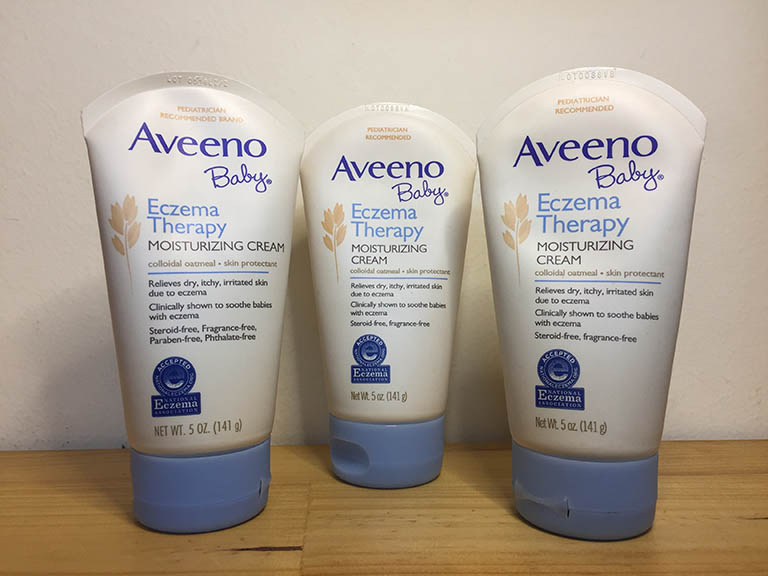 PEDIATRICIAN
RECOMMENDED BRAND
Aveeno
Baby®
Eczema
Therapy
MOISTURIZING CREAM
colloidal oatmeal • skin protectant
Relieves dry, itchy, irritated skin
due to eczema
Clinically shown to soothe babies
with eczema
Steroid-free, Fragrance-free,
Paraben-free, Phthalate-free
ACCEPTED
NATIONAL
Eczema
ASSOCIATION
NET WT. 5 OZ. (141 g)
PEDIATRICIAN
RECOMMENDED
Aveeno
Baby®
Eczema
Therapy
MOISTURIZING
CREAM
colloidal oatmeal • skin protectant
Relieves dry, itchy, irritated skin
due to eczema
Clinically shown to soothe babies
with eczema
Steroid-free, fragrance-free
ACCEPTED
NATIONAL
Eczema
ASSOCIATION
Net Wt. 5 oz. (141 g)
PEDIATRICIAN
RECOMMENDED
Aveeno
Baby®
Eczema
Therapy
MOISTURIZING
CREAM
colloidal oatmeal • skin protectant
Relieves dry, itchy, irritated skin
due to eczema
Clinically shown to soothe babies
with eczema
Steroid-free, fragrance-free
ACCEPTED
NATIONAL
Eczema
ASSOCIATION
Net Wt. 5 oz. (141 g)